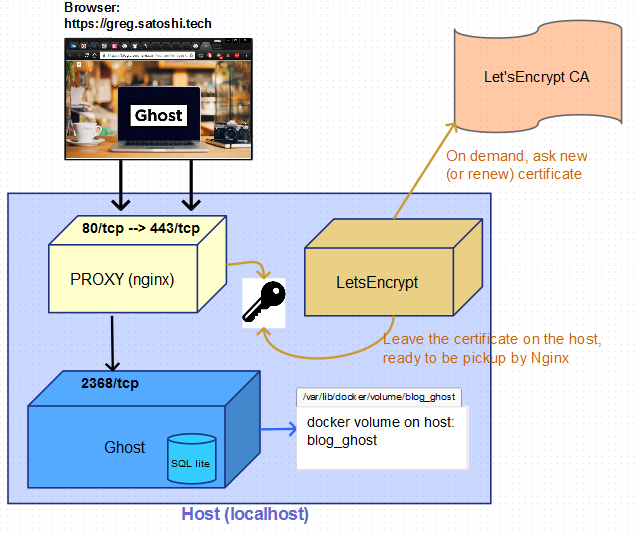 Browser:
https://greg.satoshi.tech
Ghost
Let'sEncrypt CA
On demand, ask new
(or renew) certificate
80/tcp --> 443/tcp
PROXY (nginx)
LetsEncrypt
Leave the certificate on the host,
ready to be pickup by Nginx
2368/tcp
Ghost
SQL lite
/var/lib/docker/volume/blog_ghost
docker volume on host:
blog_ghost
Host (localhost)